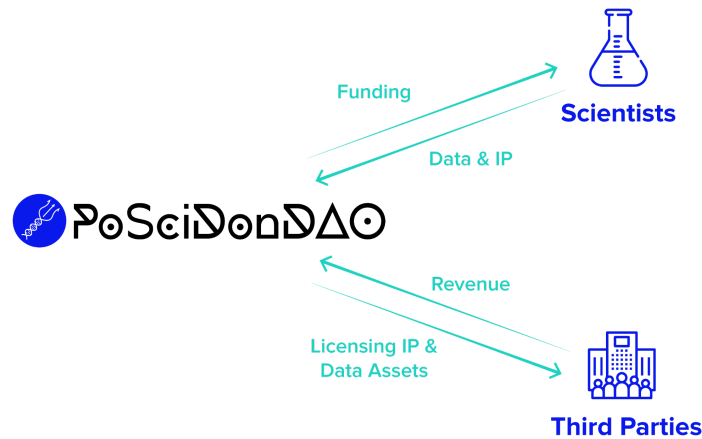 Funding
Scientists
Data & IP
PoSciDonDAO
Revenue
Licensing IP &
Data Assets
Third Parties